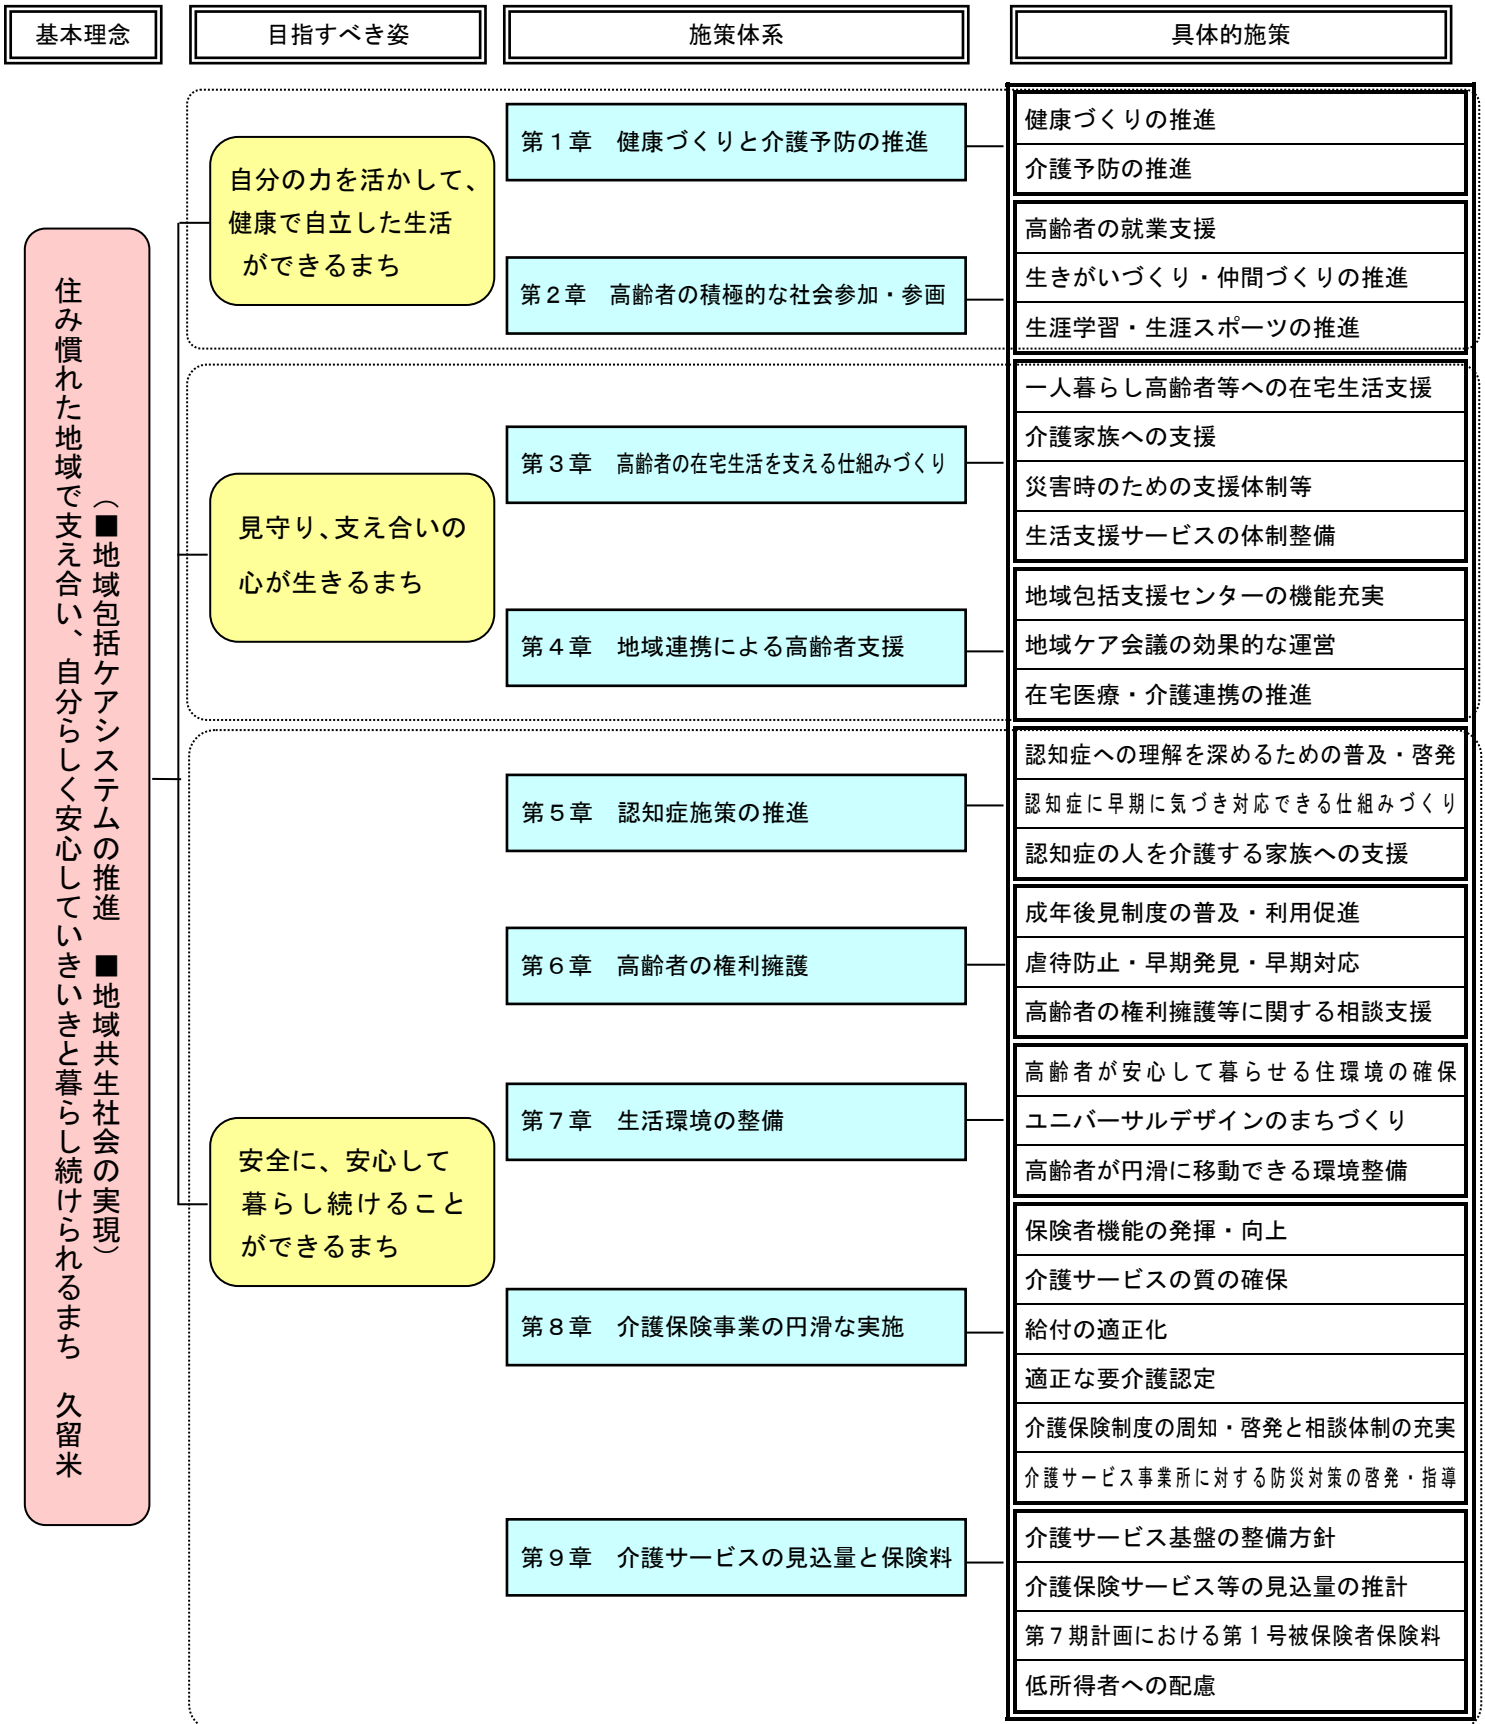 基本理念
目指すべき姿
施策体系
具体的施策
住み慣れた地域で支え合い、自分らしく安心していきいきと暮らし続けられるまち　久留米
（■地域包括ケアシステムの推進　■地域共生社会の実現）
自分の力を活かして、
健康で自立した生活
ができるまち
第１章　健康づくりと介護予防の推進
健康づくりの推進
介護予防の推進
第２章　高齢者の積極的な社会参加・参画
高齢者の就業支援
生きがいづくり・仲間づくりの推進
生涯学習・生涯スポーツの推進
見守り、支え合いの
心が生きるまち
第３章　高齢者の在宅生活を支える仕組みづくり
一人暮らし高齢者等への在宅生活支援
介護家族への支援
災害時のための支援体制等
生活支援サービスの体制整備
第４章　地域連携による高齢者支援
地域包括支援センターの機能充実
地域ケア会議の効果的な運営
在宅医療・介護連携の推進
安全に、安心して
暮らし続けること
ができるまち
第５章　認知症施策の推進
認知症への理解を深めるための普及・啓発
認知症に早期に気づき対応できる仕組みづくり
認知症の人を介護する家族への支援
第６章　高齢者の権利擁護
成年後見制度の普及・利用促進
虐待防止・早期発見・早期対応
高齢者の権利擁護等に関する相談支援
第７章　生活環境の整備
高齢者が安心して暮らせる住環境の確保
ユニバーサルデザインのまちづくり
高齢者が円滑に移動できる環境整備
第８章　介護保険事業の円滑な実施
保険者機能の発揮・向上
介護サービスの質の確保
給付の適正化
適正な要介護認定
介護保険制度の周知・啓発と相談体制の充実
介護サービス事業所に対する防災対策の啓発・指導
第９章　介護サービスの見込量と保険料
介護サービス基盤の整備方針
介護保険サービス等の見込量の推計
第７期計画における第１号被保険者保険料
低所得者への配慮